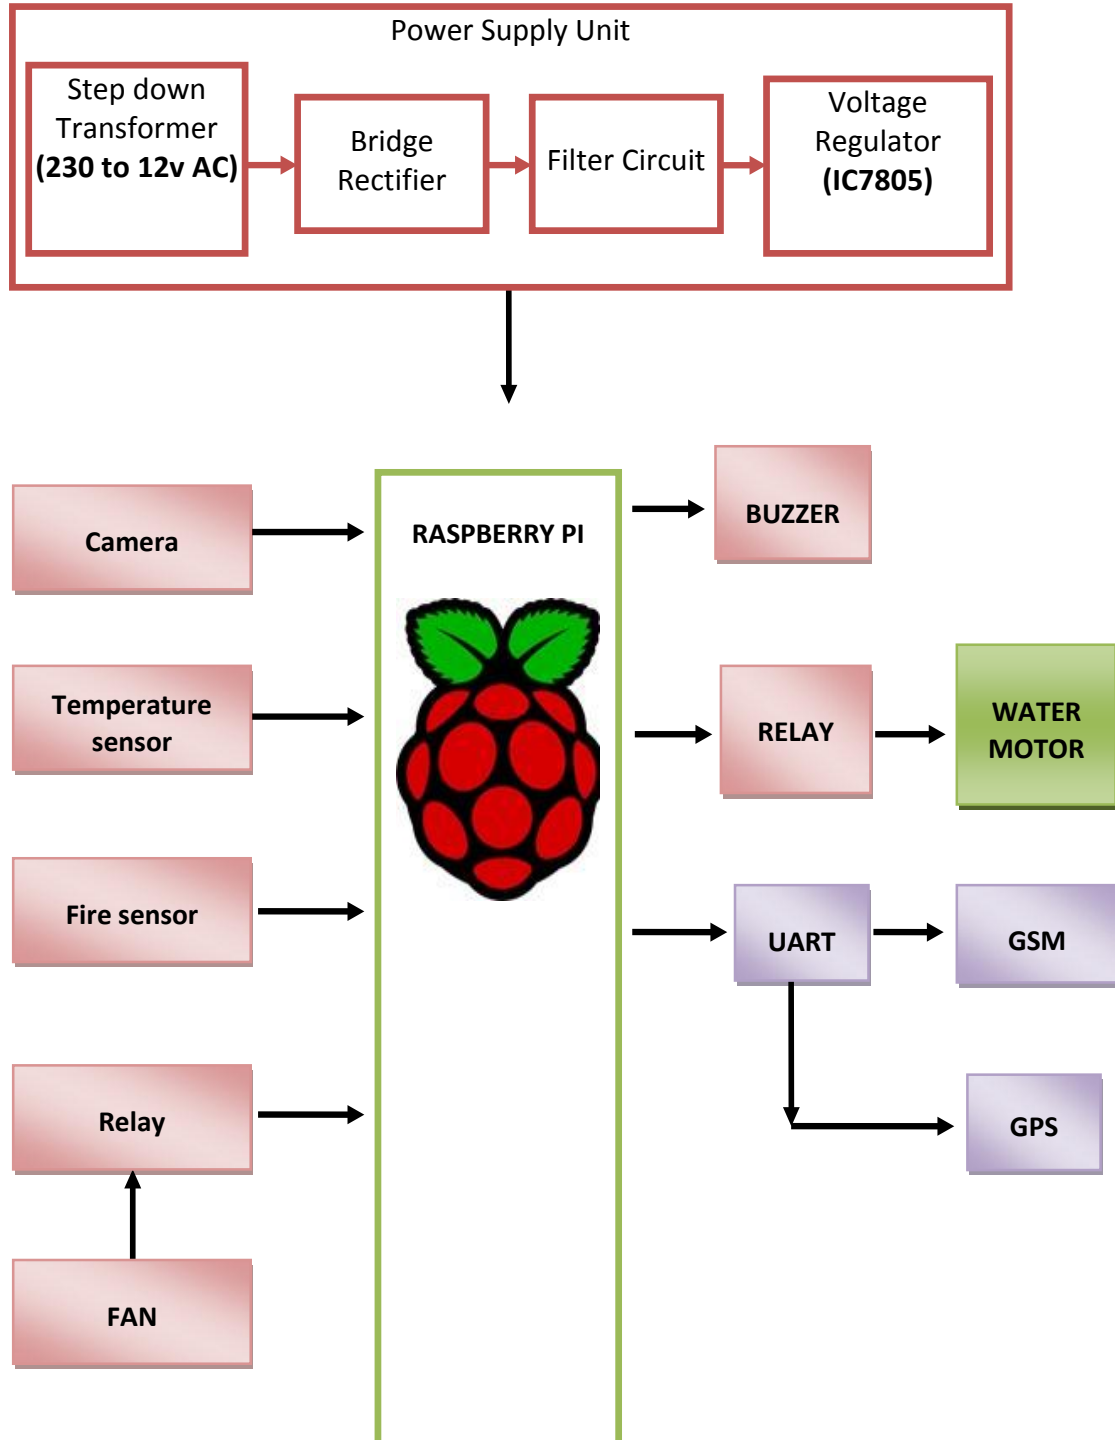 Power Supply Unit
Step down
Transformer
(230 to 12v AC)
Bridge
Rectifier
Filter Circuit
Voltage
Regulator
(IC7805)
Camera
RASPBERRY PI
BUZZER
Temperature
sensor
RELAY
WATER
MOTOR
Fire sensor
UART
GSM
Relay
GPS
FAN